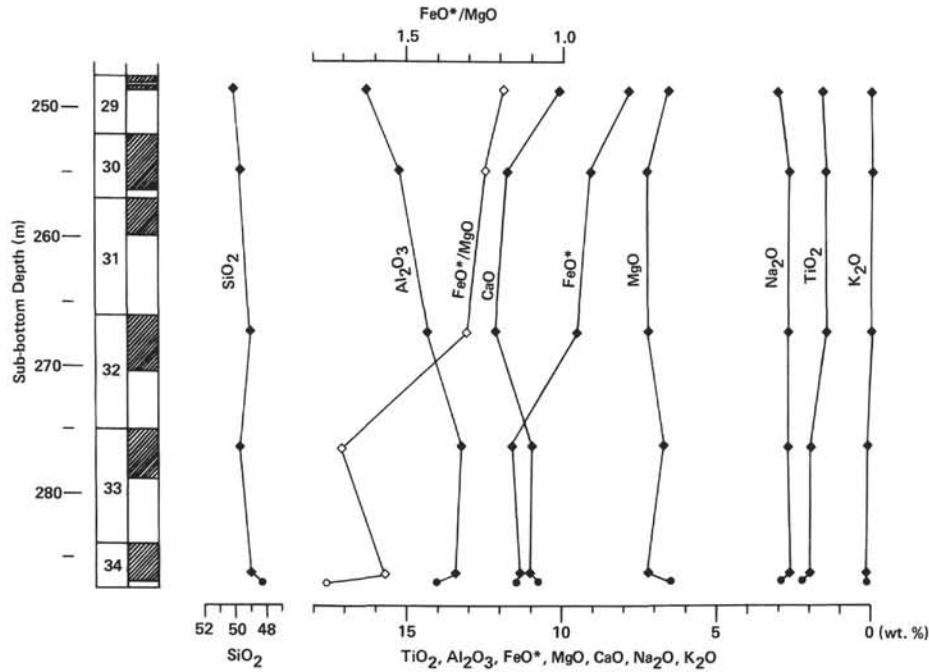 FeO*/MgO
1.5 1.0
250
260
270
280
Sub-bottom Depth (m)
29
30
31
32
33
34
SiO2
Al2O3
FeO*/MgO
CaO
FeO*
MgO
Na2O
TiO2
K2O
52 50 48
15 10 5 0 (wt. %)
SiO2
TiO2, Al2O3, FeO*, MgO, CaO, Na2O, K2O